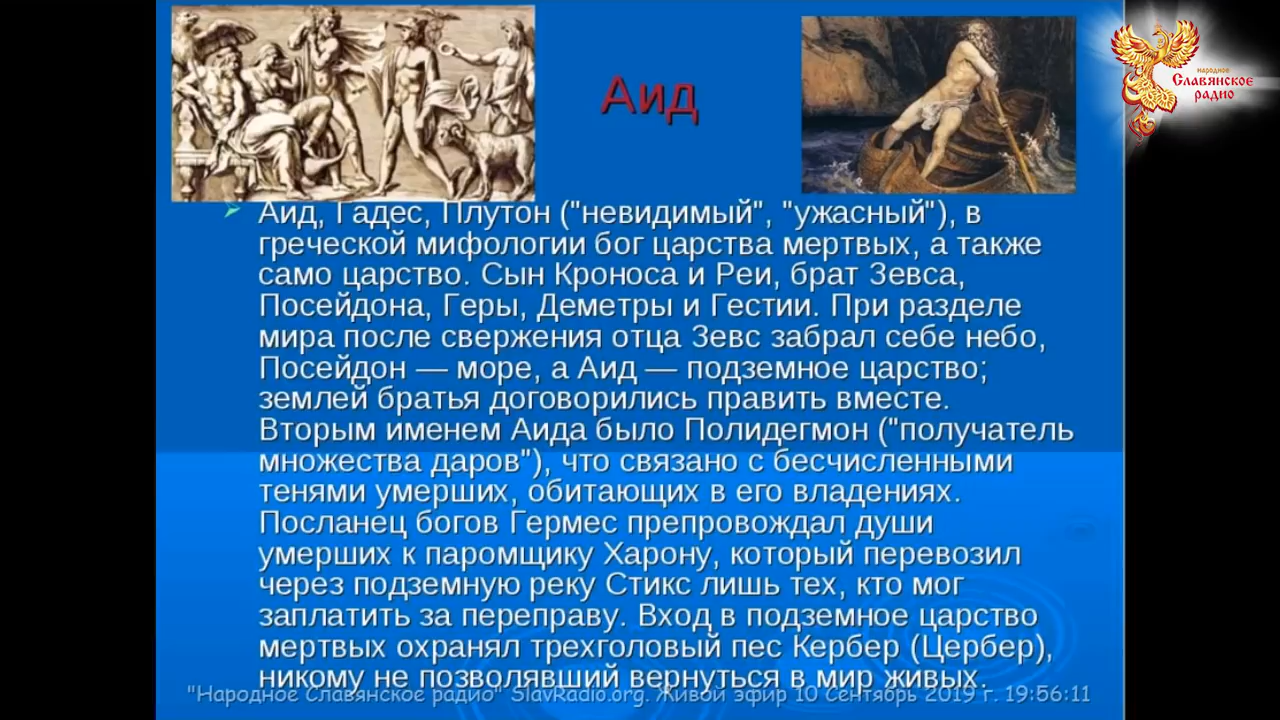 Аид
народное
Славянское
радио
Аид, Гадес, Плутон ("невидимый", "ужасный"), в
греческой мифологии бог царства мертвых, а также
само царство. Сын Кроноса и Реи, брат Зевса,
Посейдона, Геры, Деметры и Гестии. При разделе
мира после свержения отца Зевс забрал себе небо,
Посейдон — море, а Аид — подземное царство;
землей братья договорились править вместе.
Вторым именем Аида было Полидегмон ("получатель
множества даров"), что связано с бесчисленными
тенями умерших, обитающих в его владениях.
Посланец богов Гермес препровождал души
умерших к паромщику Харону, который перевозил
через подземную реку Стикс лишь тех, кто мог
заплатить за переправу. Вход в подземное царство
мертвых охранял трехголовый пес Кербер (Цербер),
никому не позволявший вернуться в мир живых.
"Народное Славянское радио" SlavRadio.org. Живой эфир 10 Сентябрь 2019 г. 19:56:11